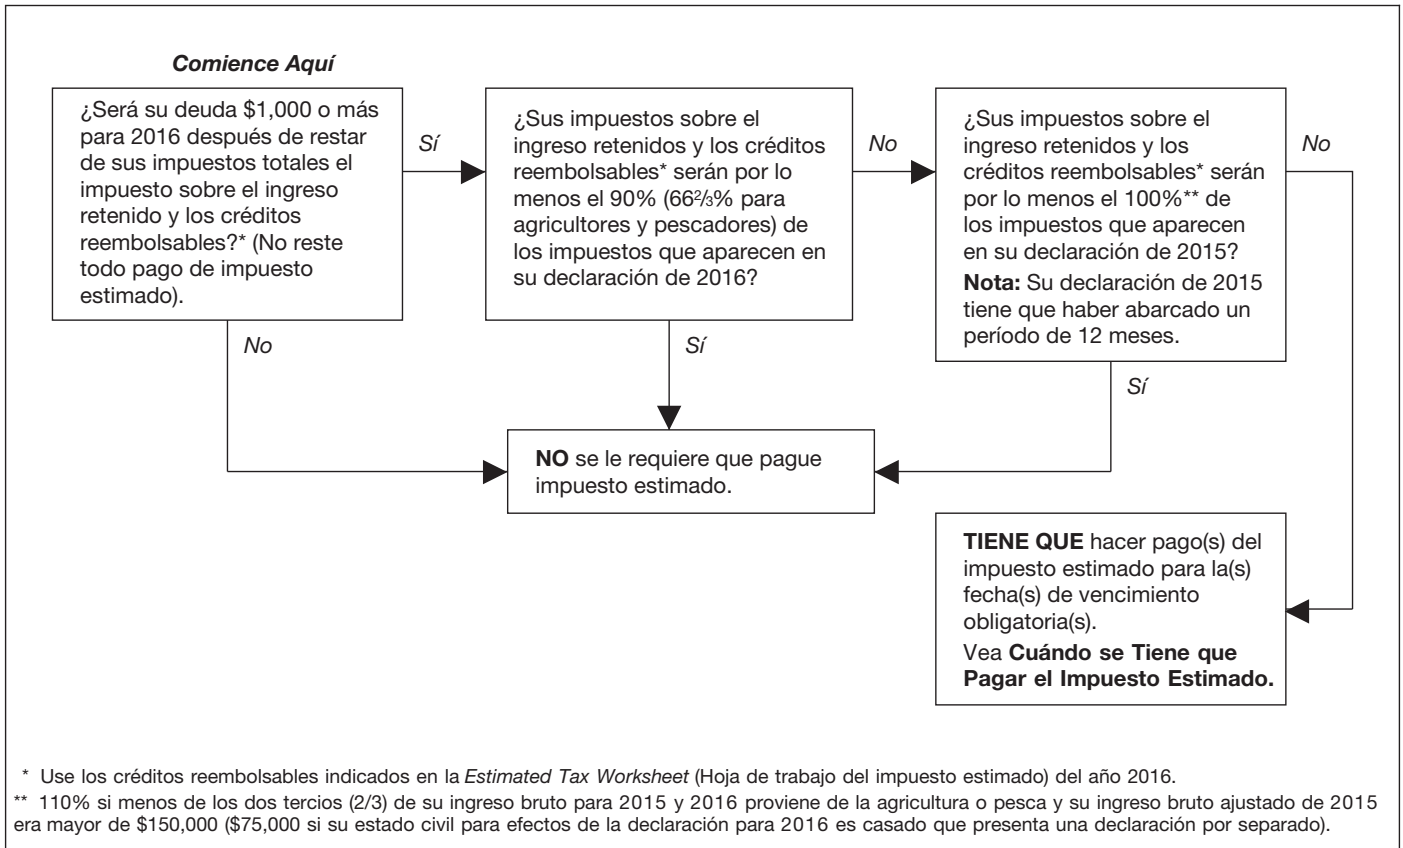 Comience Aquí
¿Será su deuda $1,000 o más
para 2016 después de restar
de sus impuestos totales el
impuesto sobre el ingreso
retenido y los créditos
reembolsables?* (No reste
todo pago de impuesto
estimado).
Sí
¿Sus impuestos sobre el
ingreso retenidos y los créditos
reembolsables* serán por lo
menos el 90% (66²/₃% para
agricultores y pescadores) de
los impuestos que aparecen en
su declaración de 2016?
No
¿Sus impuestos sobre el
ingreso retenidos y los
créditos reembolsables* serán
por lo menos el 100%** de
los impuestos que aparecen
en su declaración de 2015?
Nota: Su declaración de 2015
tiene que haber abarcado un
período de 12 meses.
No
No
Sí
Sí
NO se le requiere que pague
impuesto estimado.
TIENE QUE hacer pago(s) del
impuesto estimado para la(s)
fecha(s) de vencimiento
obligatoria(s).
Vea Cuándo se Tiene que
Pagar el Impuesto Estimado.
* Use los créditos reembolsables indicados en la Estimated Tax Worksheet (Hoja de trabajo del impuesto estimado) del año 2016.
** 110% si menos de los dos tercios (2/3) de su ingreso bruto para 2015 y 2016 proviene de la agricultura o pesca y su ingreso bruto ajustado de 2015
era mayor de $150,000 ($75,000 si su estado civil para efectos de la declaración para 2016 es casado que presenta una declaración por separado).